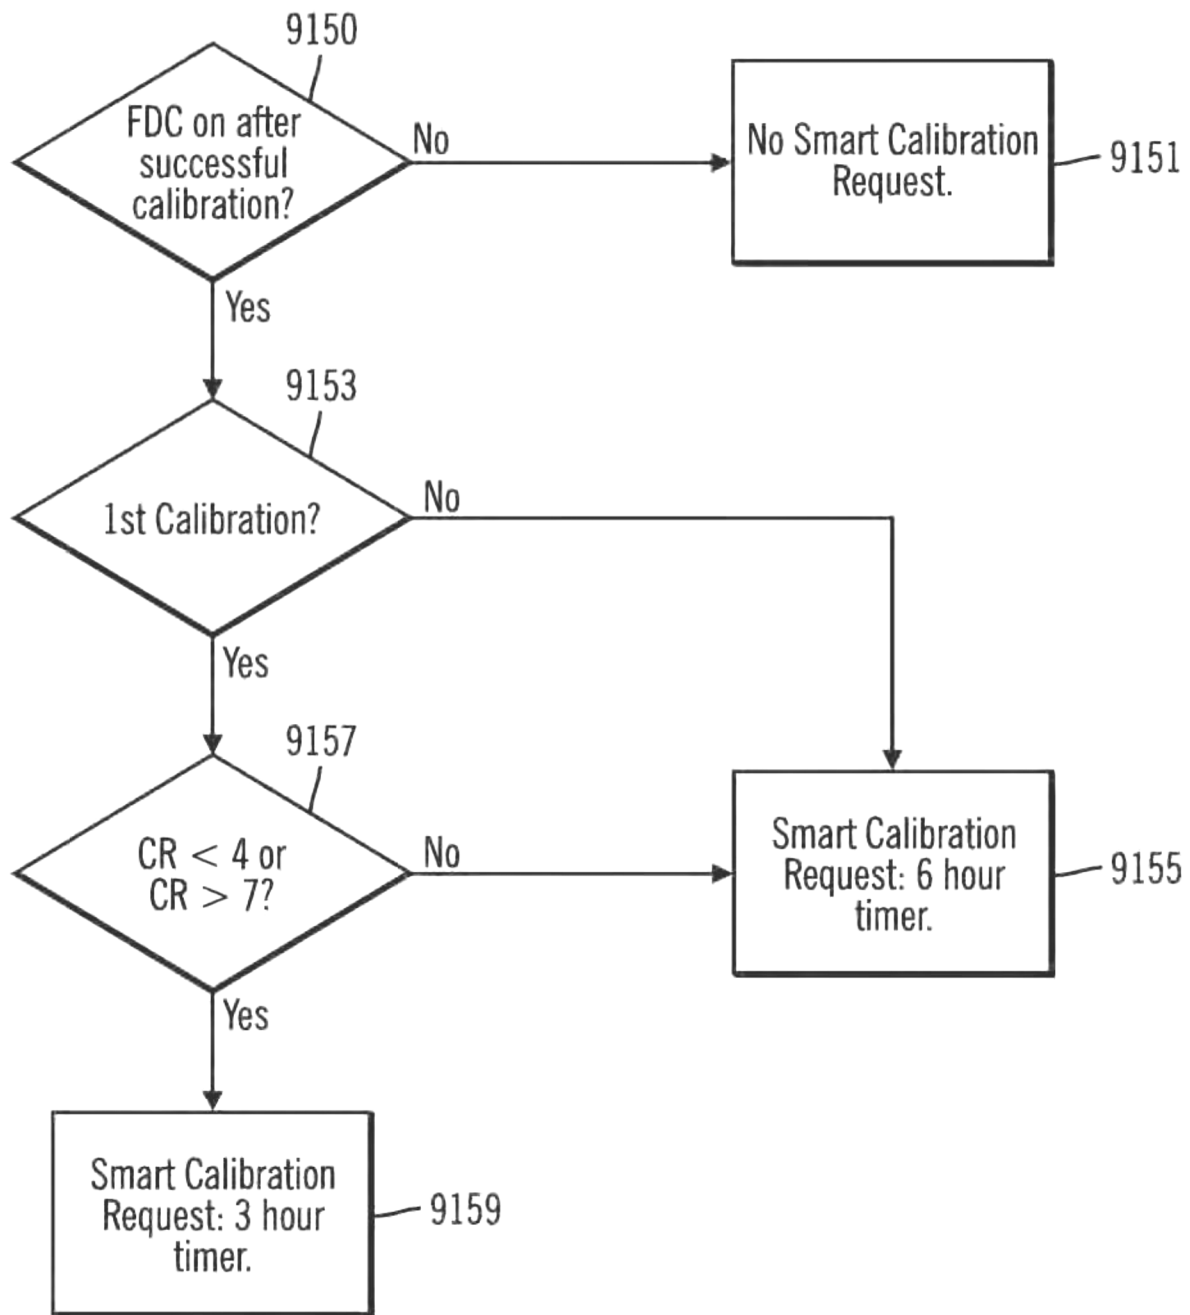 9150
FDC on after
successful
calibration?
No
No Smart Calibration
Request.
9151
Yes
9153
1st Calibration?
No
Yes
9157
CR < 4 or
CR > 7?
No
Smart Calibration
Request: 6 hour
timer.
9155
Yes
Smart Calibration
Request: 3 hour
timer.
9159